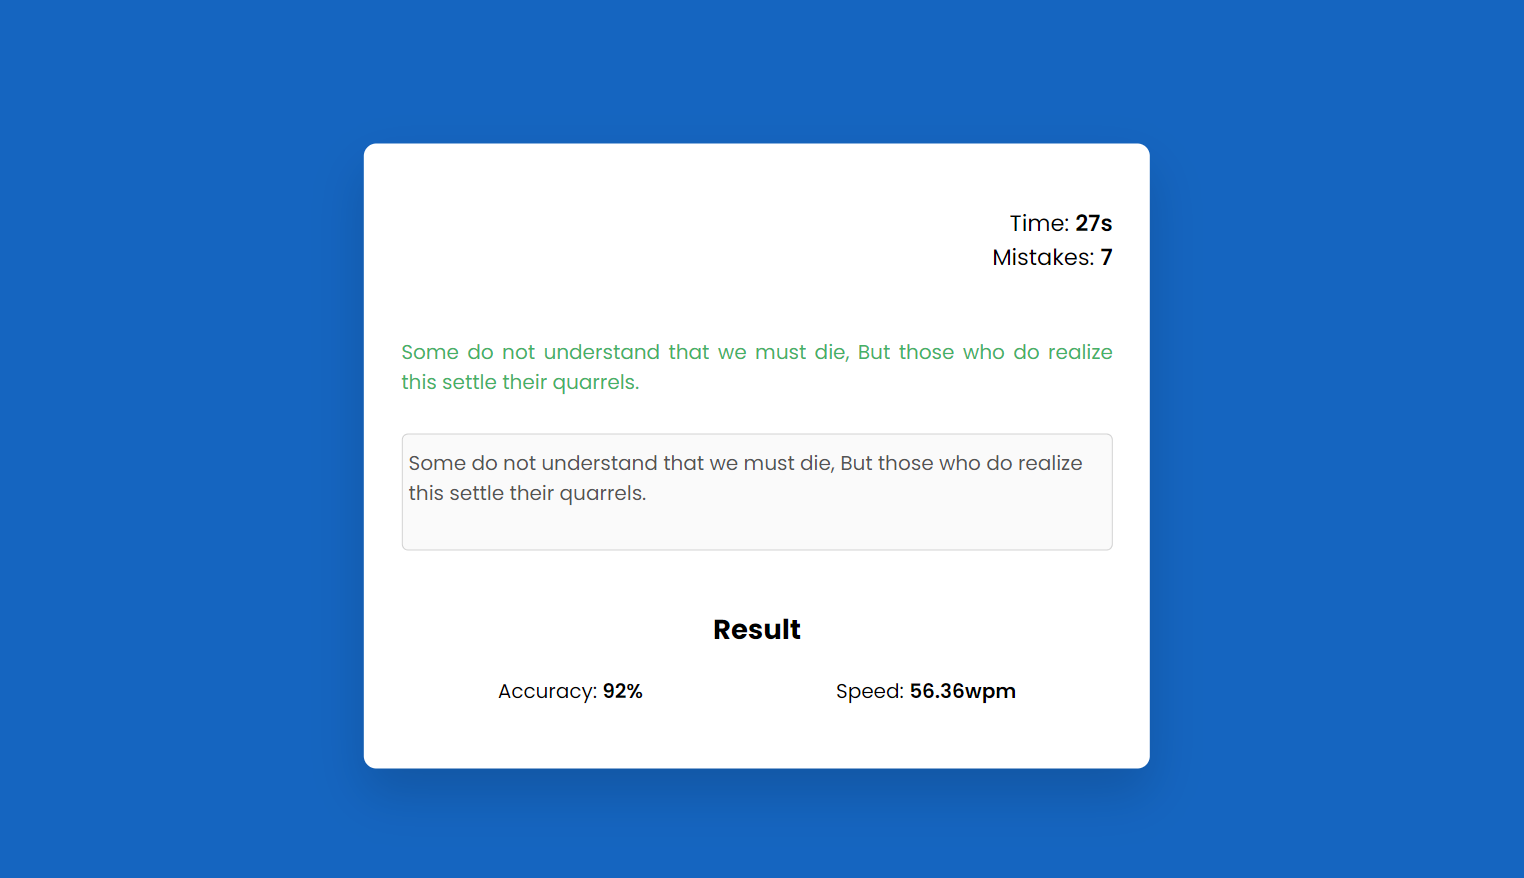 Time: 27s
Mistakes: 7
Some do not understand that we must die, But those who do realize
this settle their quarrels.
Some do not understand that we must die, But those who do realize
this settle their quarrels.
Result
Accuracy: 92%
Speed: 56.36wpm